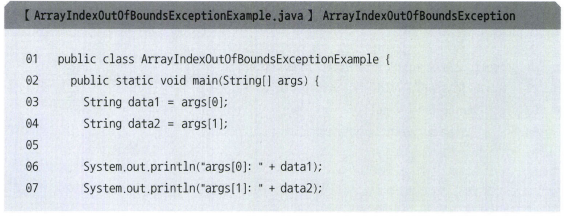 【 ArrayIndexOutOfBoundsExceptionExample.java 】 ArrayIndexOutOfBoundsException
01 public class ArrayIndexOutOfBoundsExceptionExample {
02 public static void main(String[] args) {
03 String data1 = args[0];
04 String data2 = args[1];
05
06 System.out.println("args[0]: " + data1);
07 System.out.println("args[1]: " + data2);